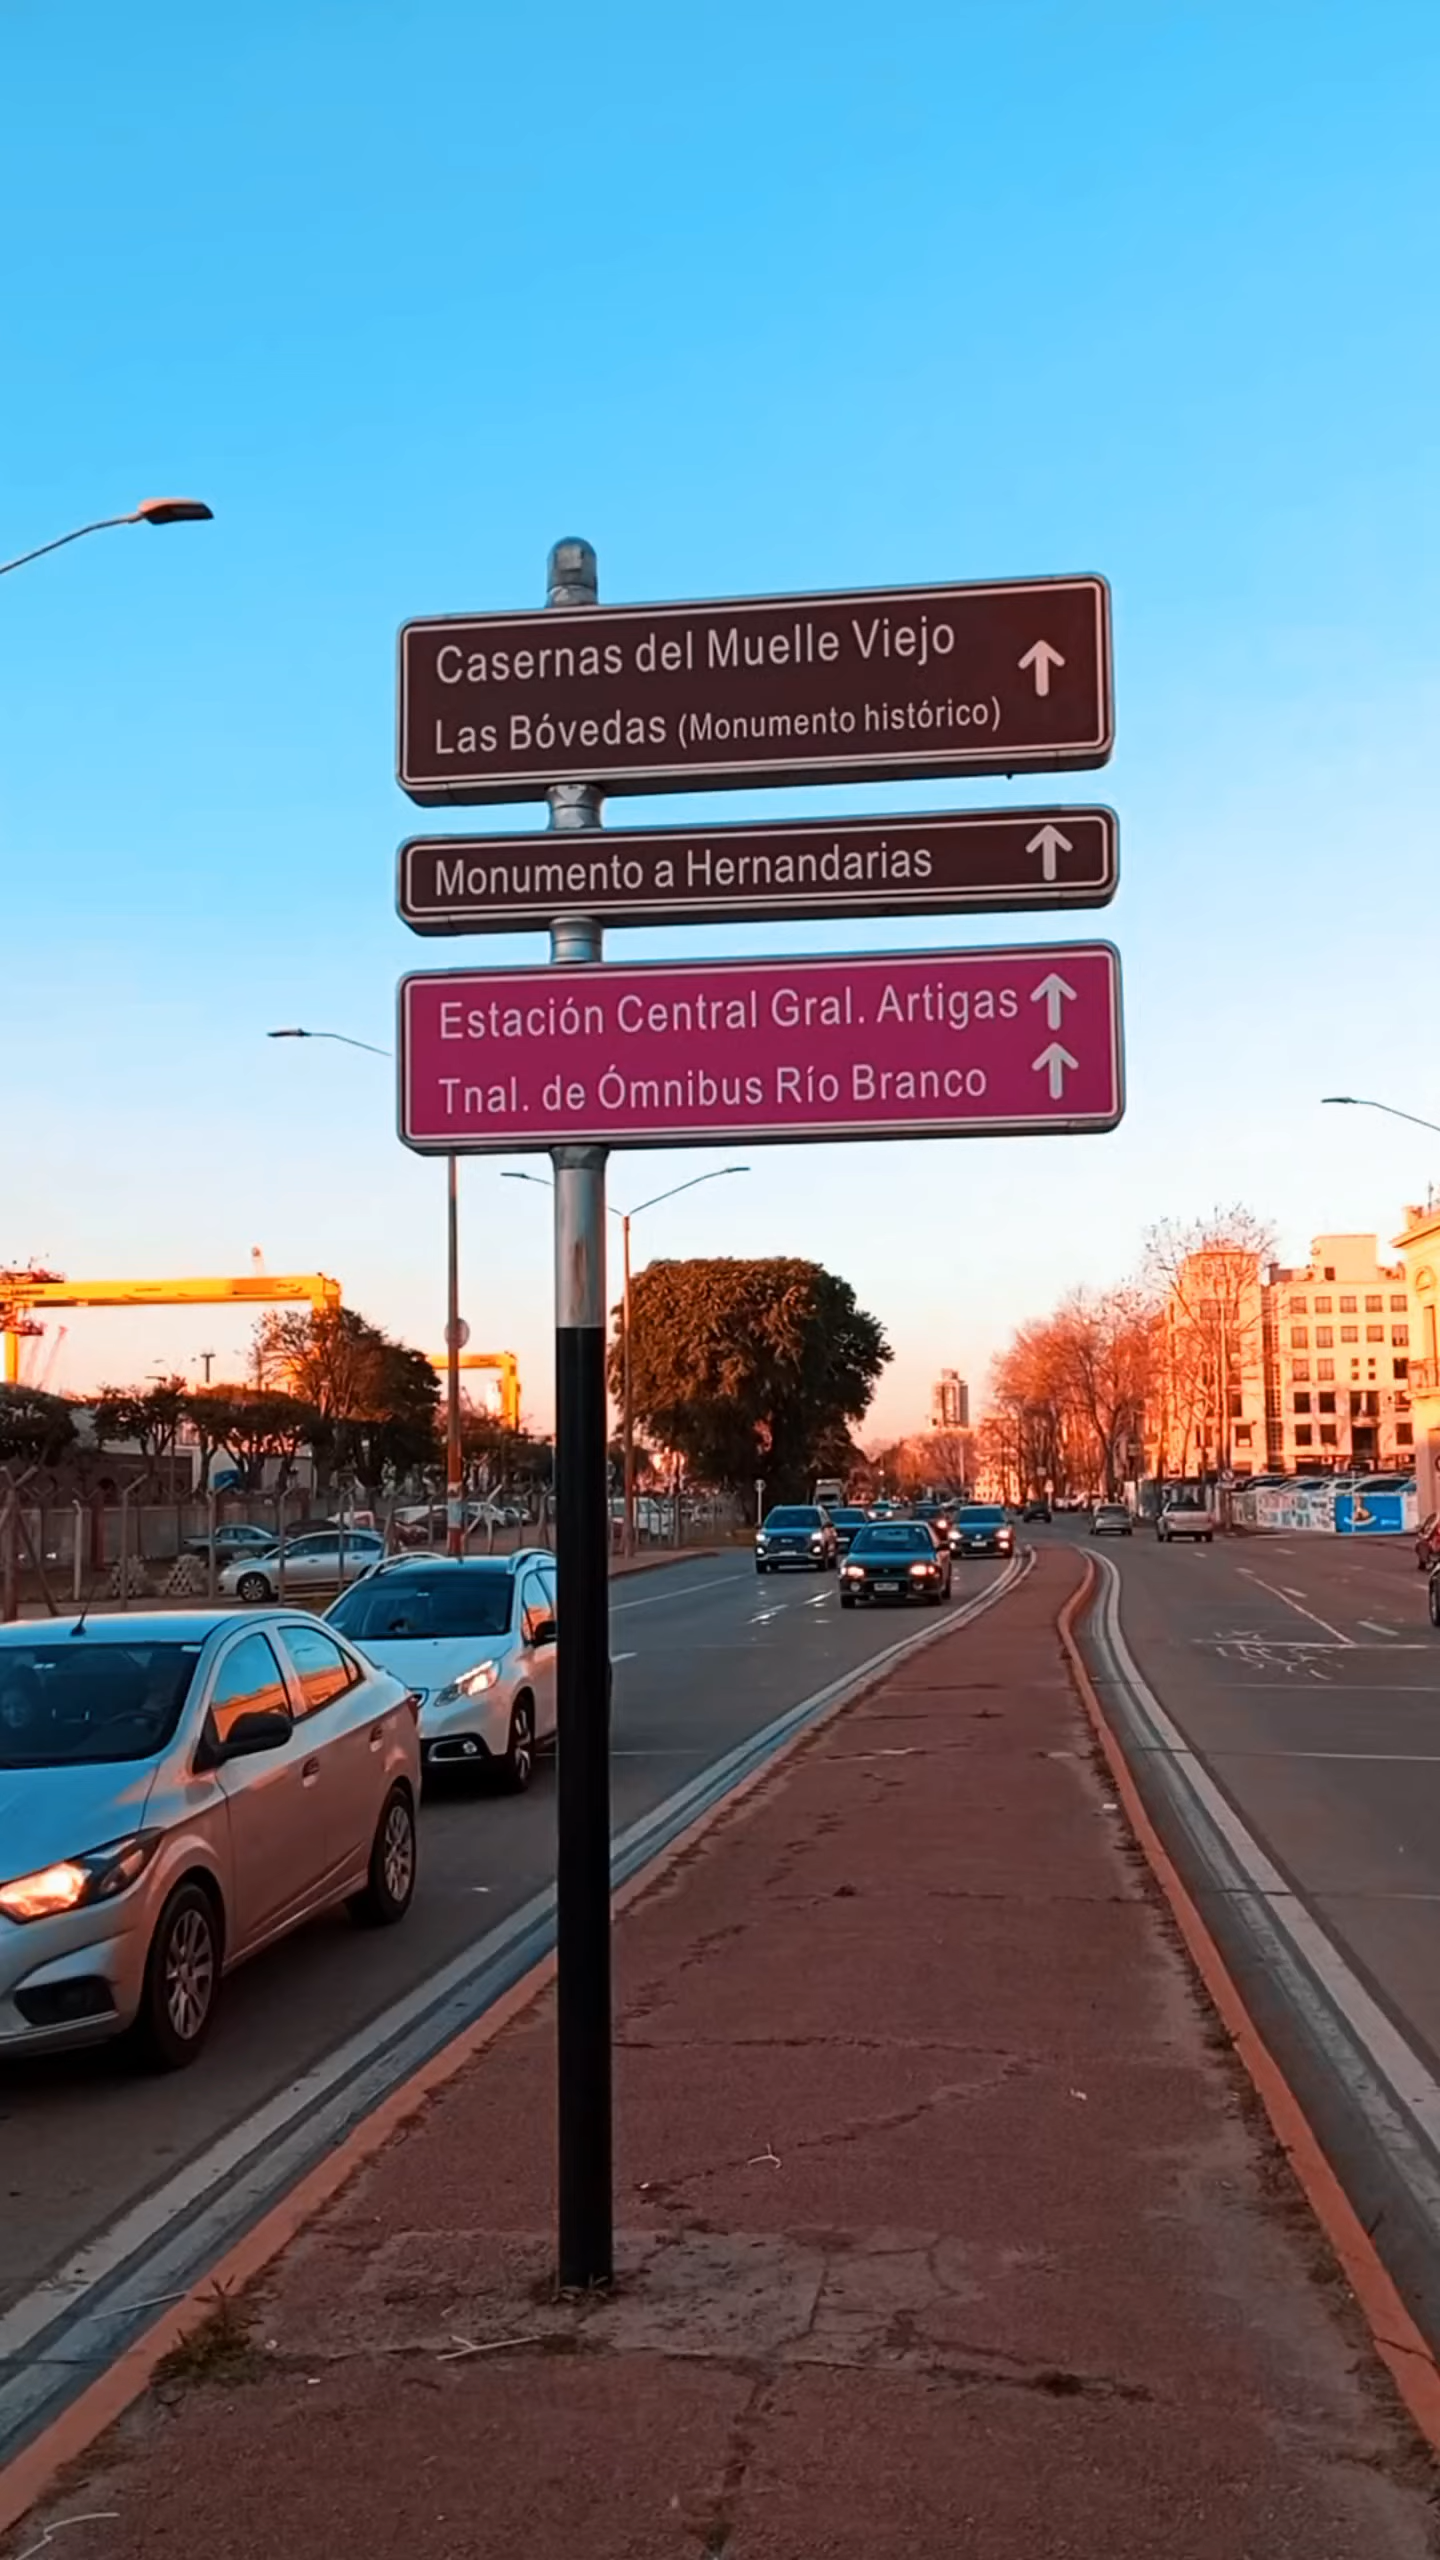 Casernas del Muelle Viejo
Las Bóvedas (Monumento histórico)
Monumento a Hernandarias
Estación Central Gral. Artigas
Tnal. de Ómnibus Río Branco